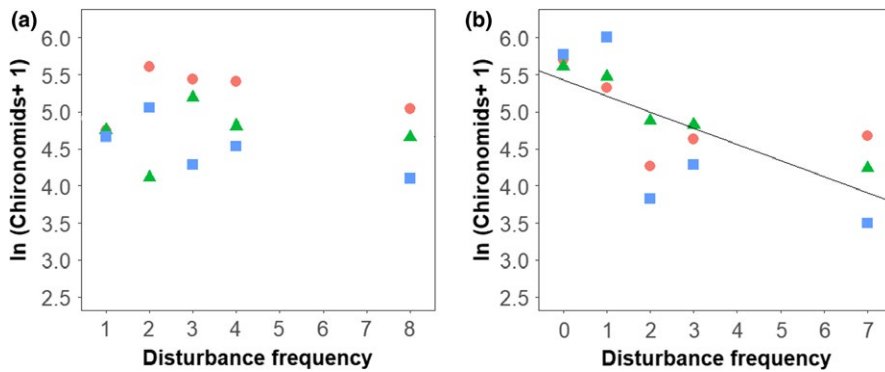 (a)
ln (Chironomids+ 1)
6.0
5.5
5.0
4.5
4.0
3.5
3.0
2.5
1 2 3 4 5 6 7 8
Disturbance frequency
(b)
ln (Chironomids+ 1)
6.0
5.5
5.0
4.5
4.0
3.5
3.0
2.5
0 1 2 3 4 5 6 7
Disturbance frequency